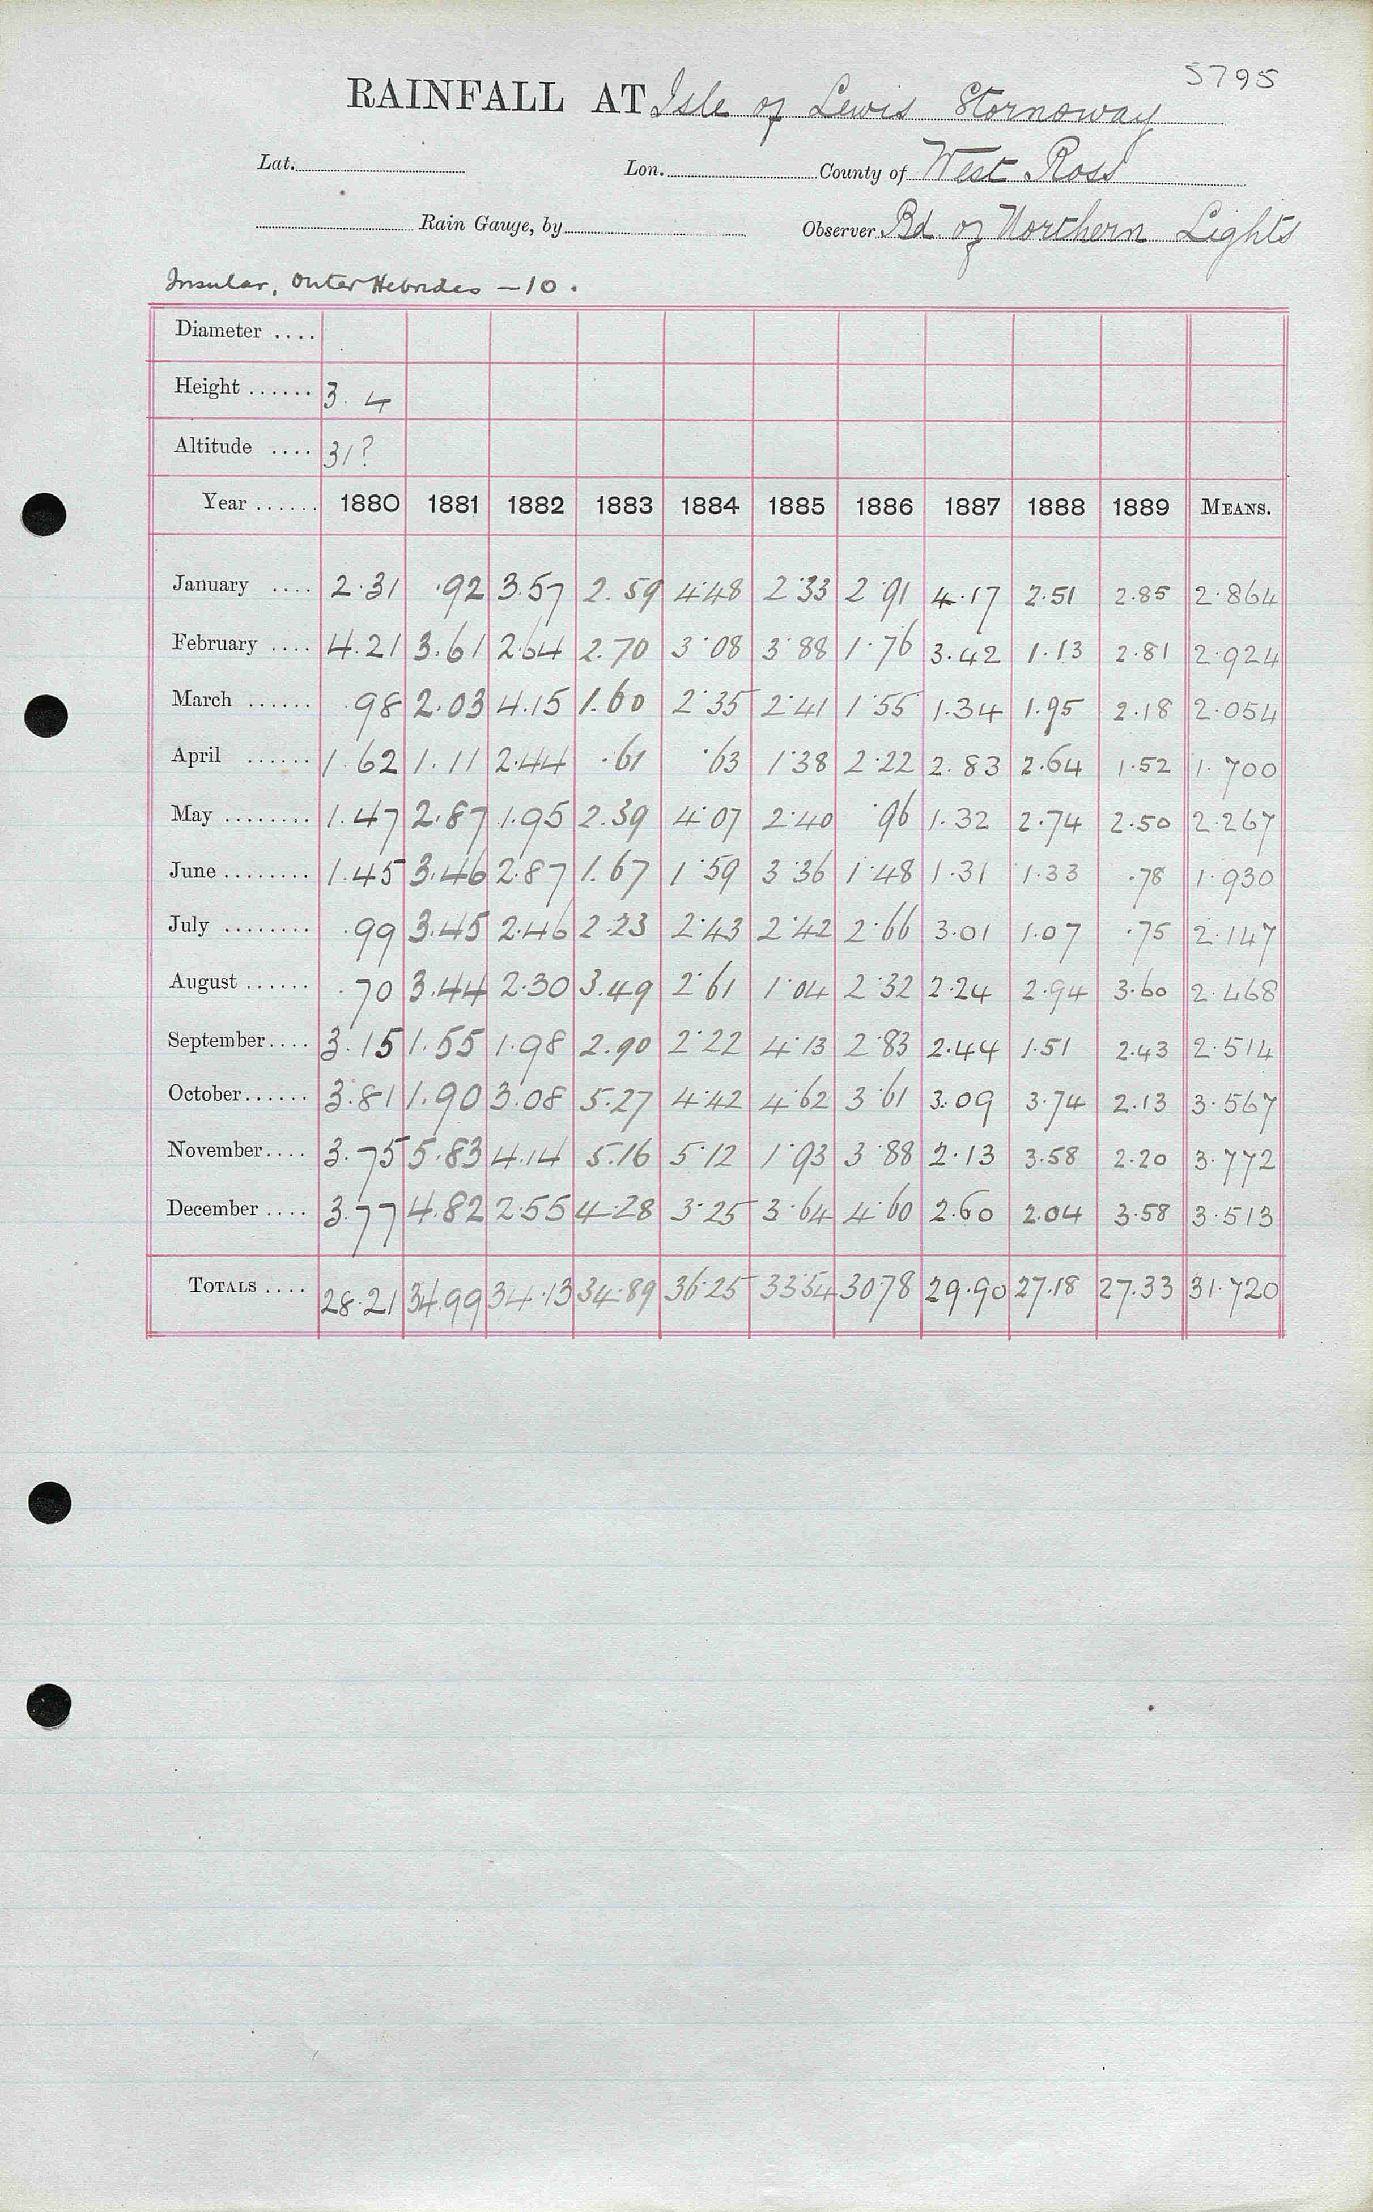 5795
RAINFALL AT Isle of Lewis Stornoway
Lat. Lon. County of West Ross
Rain Gauge, by Observer Bd. of Northern Lights
Insular, Outer Hebrides — 10.
Diameter ....
Height ...... 3. 4
Altitude .... 31?
Year ...... 1880 1881 1882 1883 1884 1885 1886 1887 1888 1889 MEANS.
January .... 2.31 .92 3.57 2.59 4.48 2.33 2.91 4.17 2.51 2.85 2.864
February .... 4.21 3.61 2.64 2.70 3.08 3.88 1.76 3.42 1.13 2.81 2.924
March ...... .98 2.03 4.15 1.60 2.35 2.41 1.55 1.34 1.95 2.18 2.054
April ...... 1.62 1.11 2.44 .61 .63 1.38 2.22 2.83 2.64 1.52 1.700
May ........ 1.47 2.87 1.95 2.39 4.07 2.40 .96 1.32 2.74 2.50 2.267
June ........ 1.45 3.46 2.87 1.67 1.59 3.36 1.48 1.31 1.33 .78 1.930
July ........ .99 3.45 2.46 2.23 2.43 2.42 2.66 3.01 1.07 .75 2.147
August ...... .70 3.44 2.30 3.49 2.61 1.04 2.32 2.24 2.94 3.60 2.468
September.... 3.15 1.55 1.98 2.90 2.22 4.13 2.83 2.44 1.51 2.43 2.514
October...... 3.81 1.90 3.08 5.27 4.42 4.62 3.61 3.09 3.74 2.13 3.567
November.... 3.75 5.83 4.14 5.16 5.12 1.93 3.88 2.13 3.58 2.20 3.772
December .... 3.77 4.82 2.55 4.28 3.25 3.64 4.60 2.60 2.04 3.58 3.513
TOTALS .... 28.21 34.99 34.13 34.89 36.25 33.54 30.78 29.90 27.18 27.33 31.720